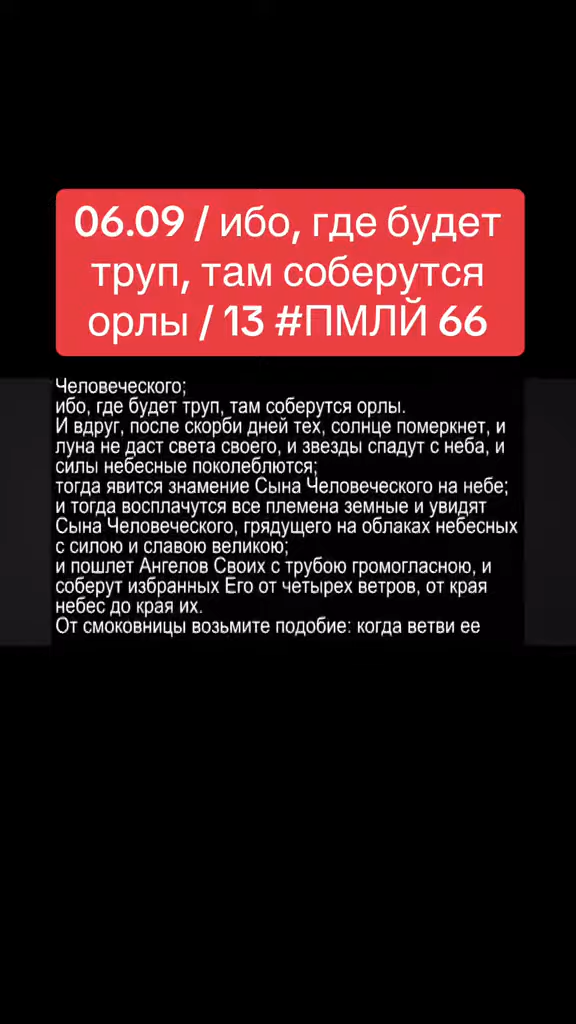 06.09 / ибо, где будет
труп, там соберутся
орлы / 13 #ПМЛЙ 66
Человеческого;
ибо, где будет труп, там соберутся орлы.
И вдруг, после скорби дней тех, солнце померкнет, и
луна не даст света своего, и звезды спадут с неба, и
силы небесные поколеблются;
тогда явится знамение Сына Человеческого на небе;
и тогда восплачутся все племена земные и увидят
Сына Человеческого, грядущего на облаках небесных
с силою и славою великою;
и пошлет Ангелов Своих с трубою громогласною, и
соберут избранных Его от четырех ветров, от края
небес до края их.
От смоковницы возьмите подобие: когда ветви ее